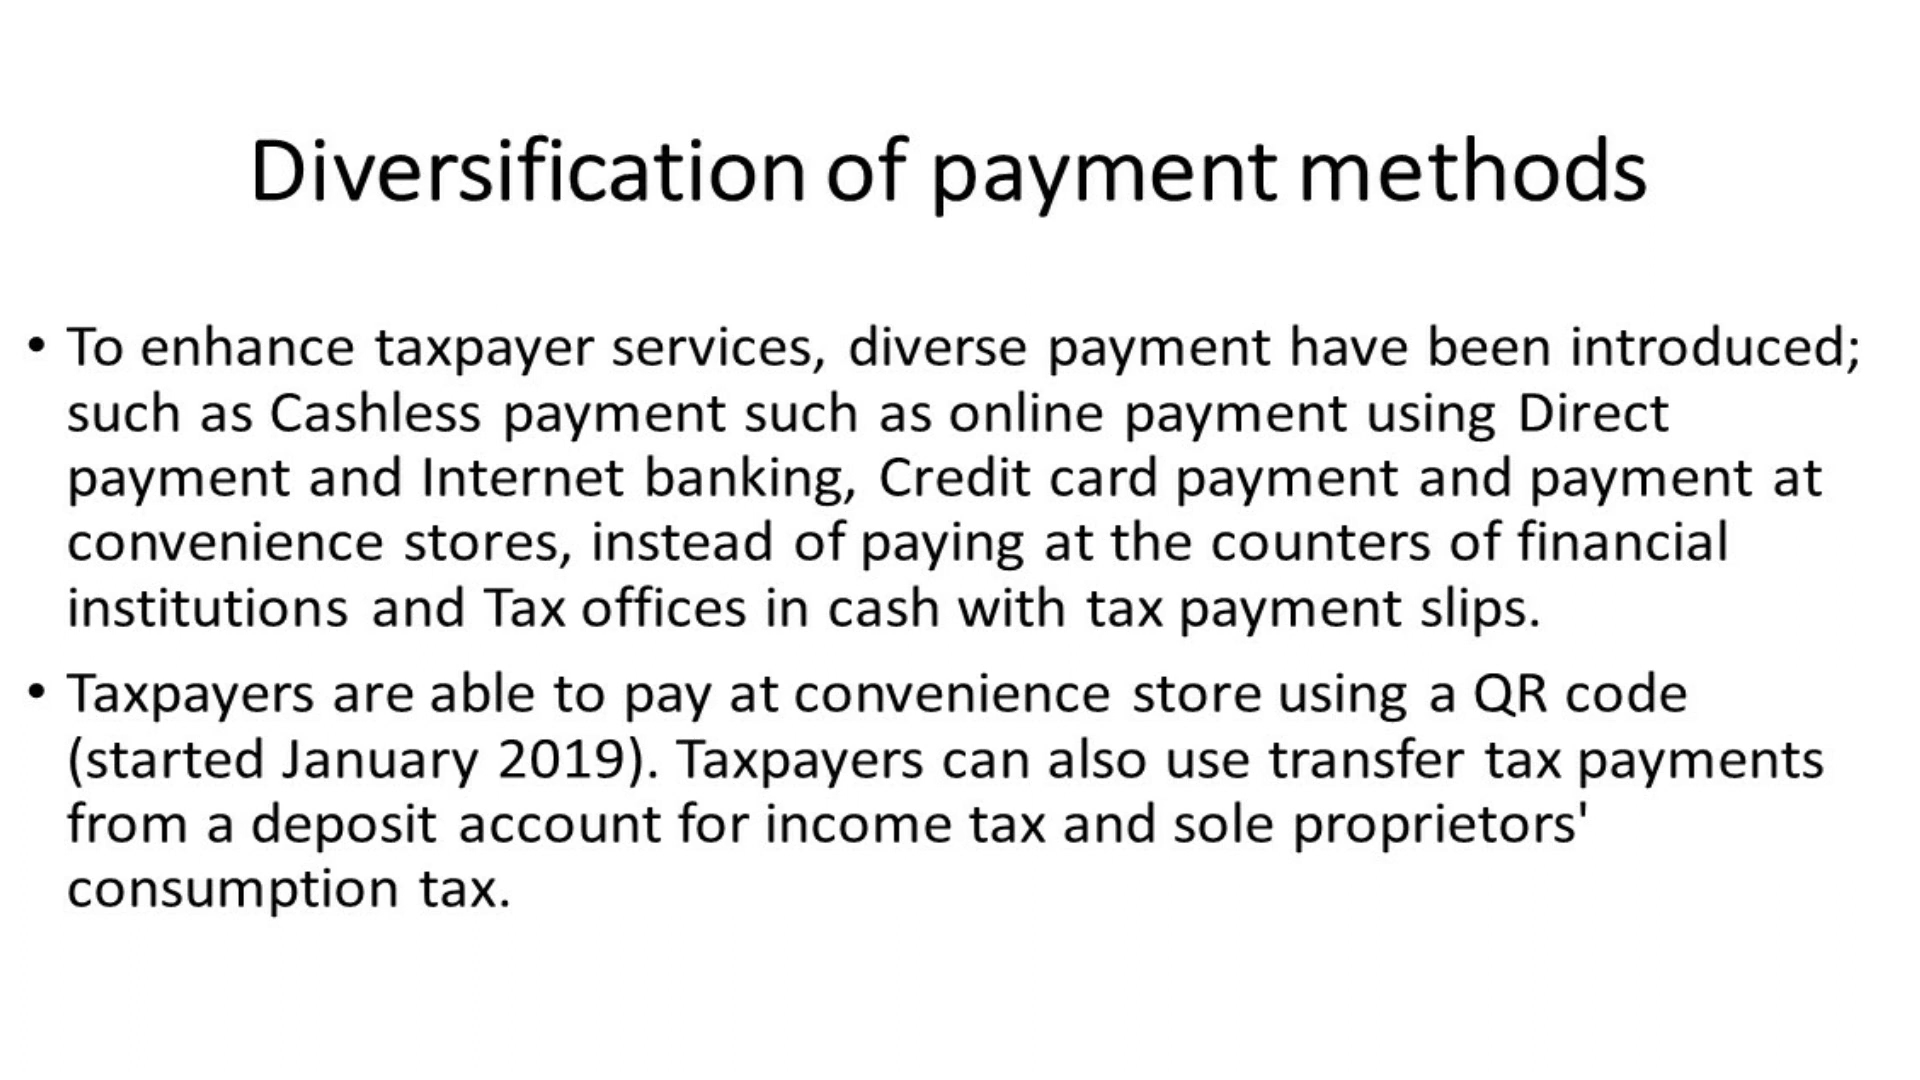 Diversification of payment methods
• To enhance taxpayer services, diverse payment have been introduced;
such as Cashless payment such as online payment using Direct
payment and Internet banking, Credit card payment and payment at
convenience stores, instead of paying at the counters of financial
institutions and Tax offices in cash with tax payment slips.
• Taxpayers are able to pay at convenience store using a QR code
(started January 2019). Taxpayers can also use transfer tax payments
from a deposit account for income tax and sole proprietors'
consumption tax.